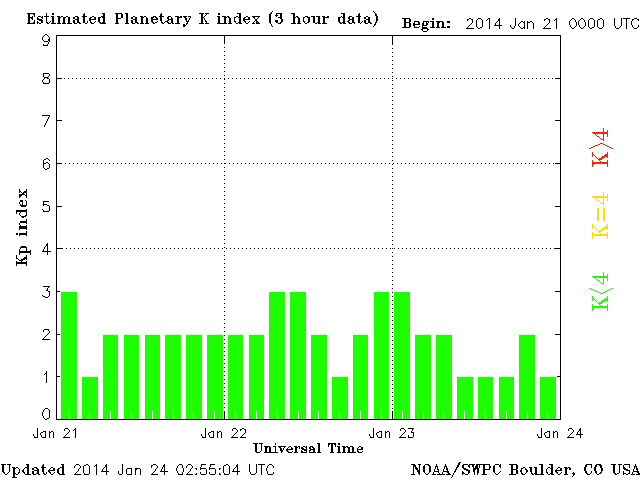 Estimated Planetary K index (3 hour data) Begin: 2014 Jan 21 0000 UTC
9
8
7
6
5
4
3
2
1
0
Kp index
K>4
K=4
K<4
Jan 21 Jan 22 Jan 23 Jan 24
Universal Time
Updated 2014 Jan 24 02:55:04 UTC NOAA/SWPC Boulder, CO USA